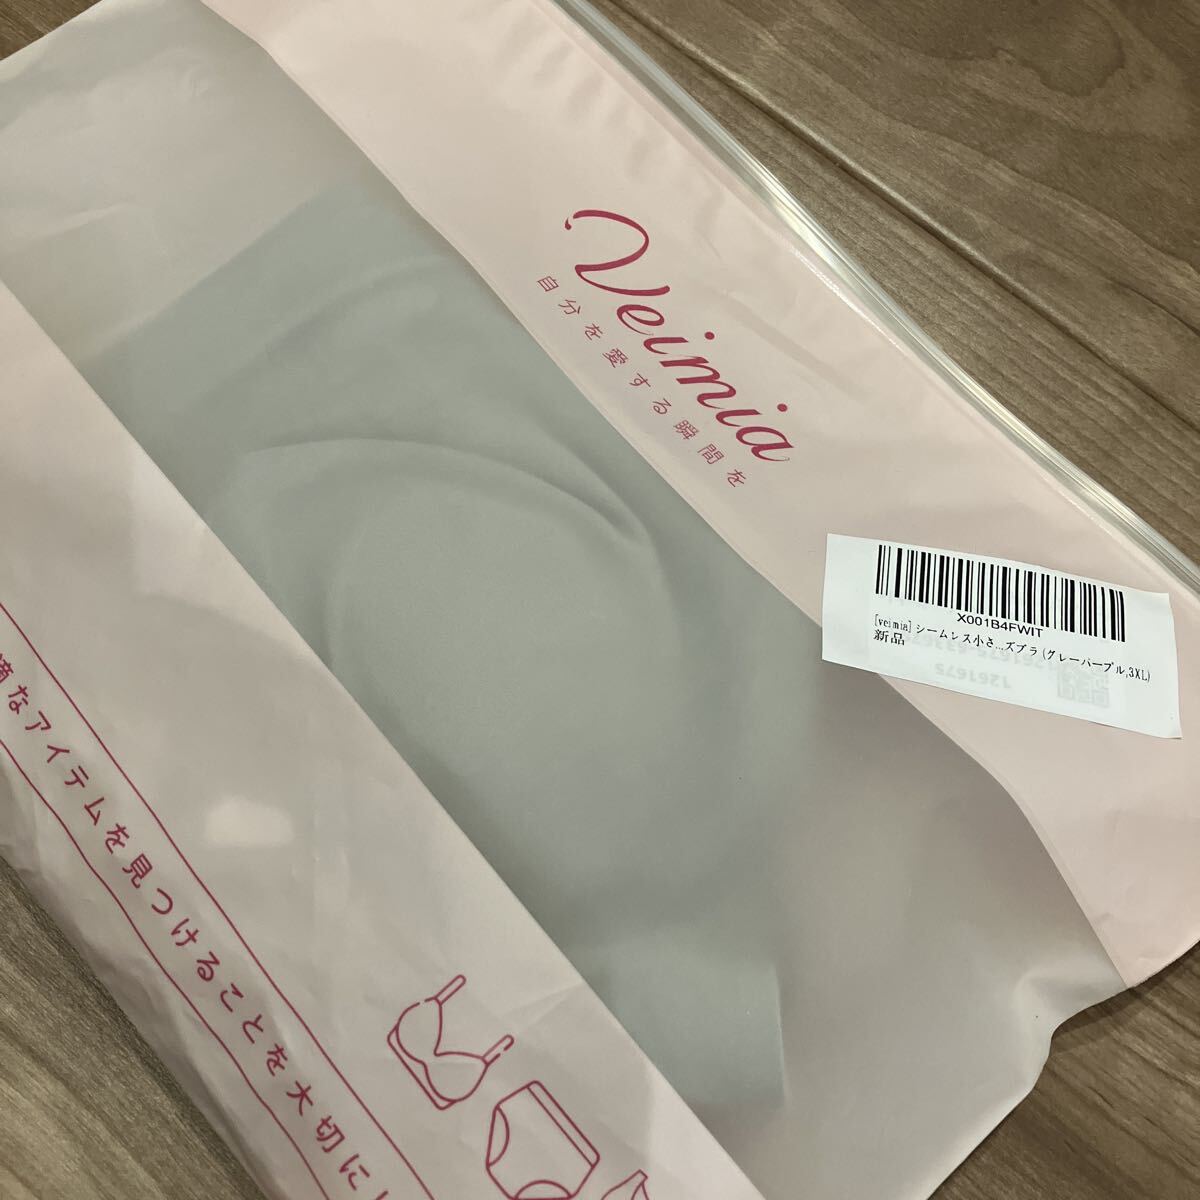 Veimia
自分を愛する瞬間を
X001B4FWIT
[veimia] シームレス小さ...ズブラ (グレーパープル,3XL)
新品
1261675
適なアイテムを見つけることを大切に